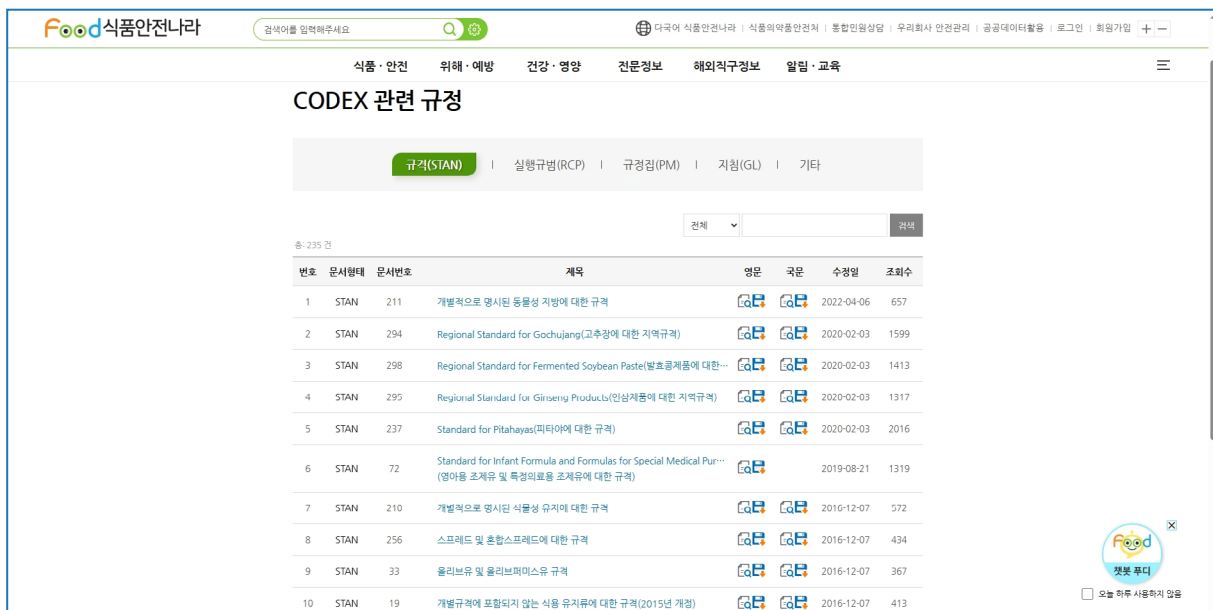 Food 식품안전나라
검색어를 입력해주세요
다국어 식품안전나라 | 식품의약품안전처 | 통합민원상담 | 우리회사 안전관리 | 공공데이터활용 | 로그인 | 회원가입 + −
식품·안전 위해·예방 건강·영양 전문정보 해외직구정보 알림·교육
CODEX 관련 규정
규격(STAN) | 실행규범(RCP) | 규정집(PM) | 지침(GL) | 기타
전체 검색
총: 235 건
번호 문서형태 문서번호 제목 영문 국문 수정일 조회수
1 STAN 211 개별적으로 명시된 동물성 지방에 대한 규격 2022-04-06 657
2 STAN 294 Regional Standard for Gochujang(고추장에 대한 지역규격) 2020-02-03 1599
3 STAN 298 Regional Standard for Fermented Soybean Paste(발효콩제품에 대한… 2020-02-03 1413
4 STAN 295 Regional Standard for Ginseng Products(인삼제품에 대한 지역규격) 2020-02-03 1317
5 STAN 237 Standard for Pitahayas(피타야에 대한 규격) 2020-02-03 2016
6 STAN 72 Standard for Infant Formula and Formulas for Special Medical Pur… 2019-08-21 1319
(영아용 조제유 및 특정의료용 조제유에 대한 규격)
7 STAN 210 개별적으로 명시된 식물성 유지에 대한 규격 2016-12-07 572
8 STAN 256 스프레드 및 혼합스프레드에 대한 규격 2016-12-07 434
9 STAN 33 올리브유 및 올리브퍼미스유 규격 2016-12-07 367
10 STAN 19 개별규격에 포함되지 않는 식용 유지류에 대한 규격(2015년 개정) 2016-12-07 413
Food
챗봇 푸디
오늘 하루 사용하지 않음